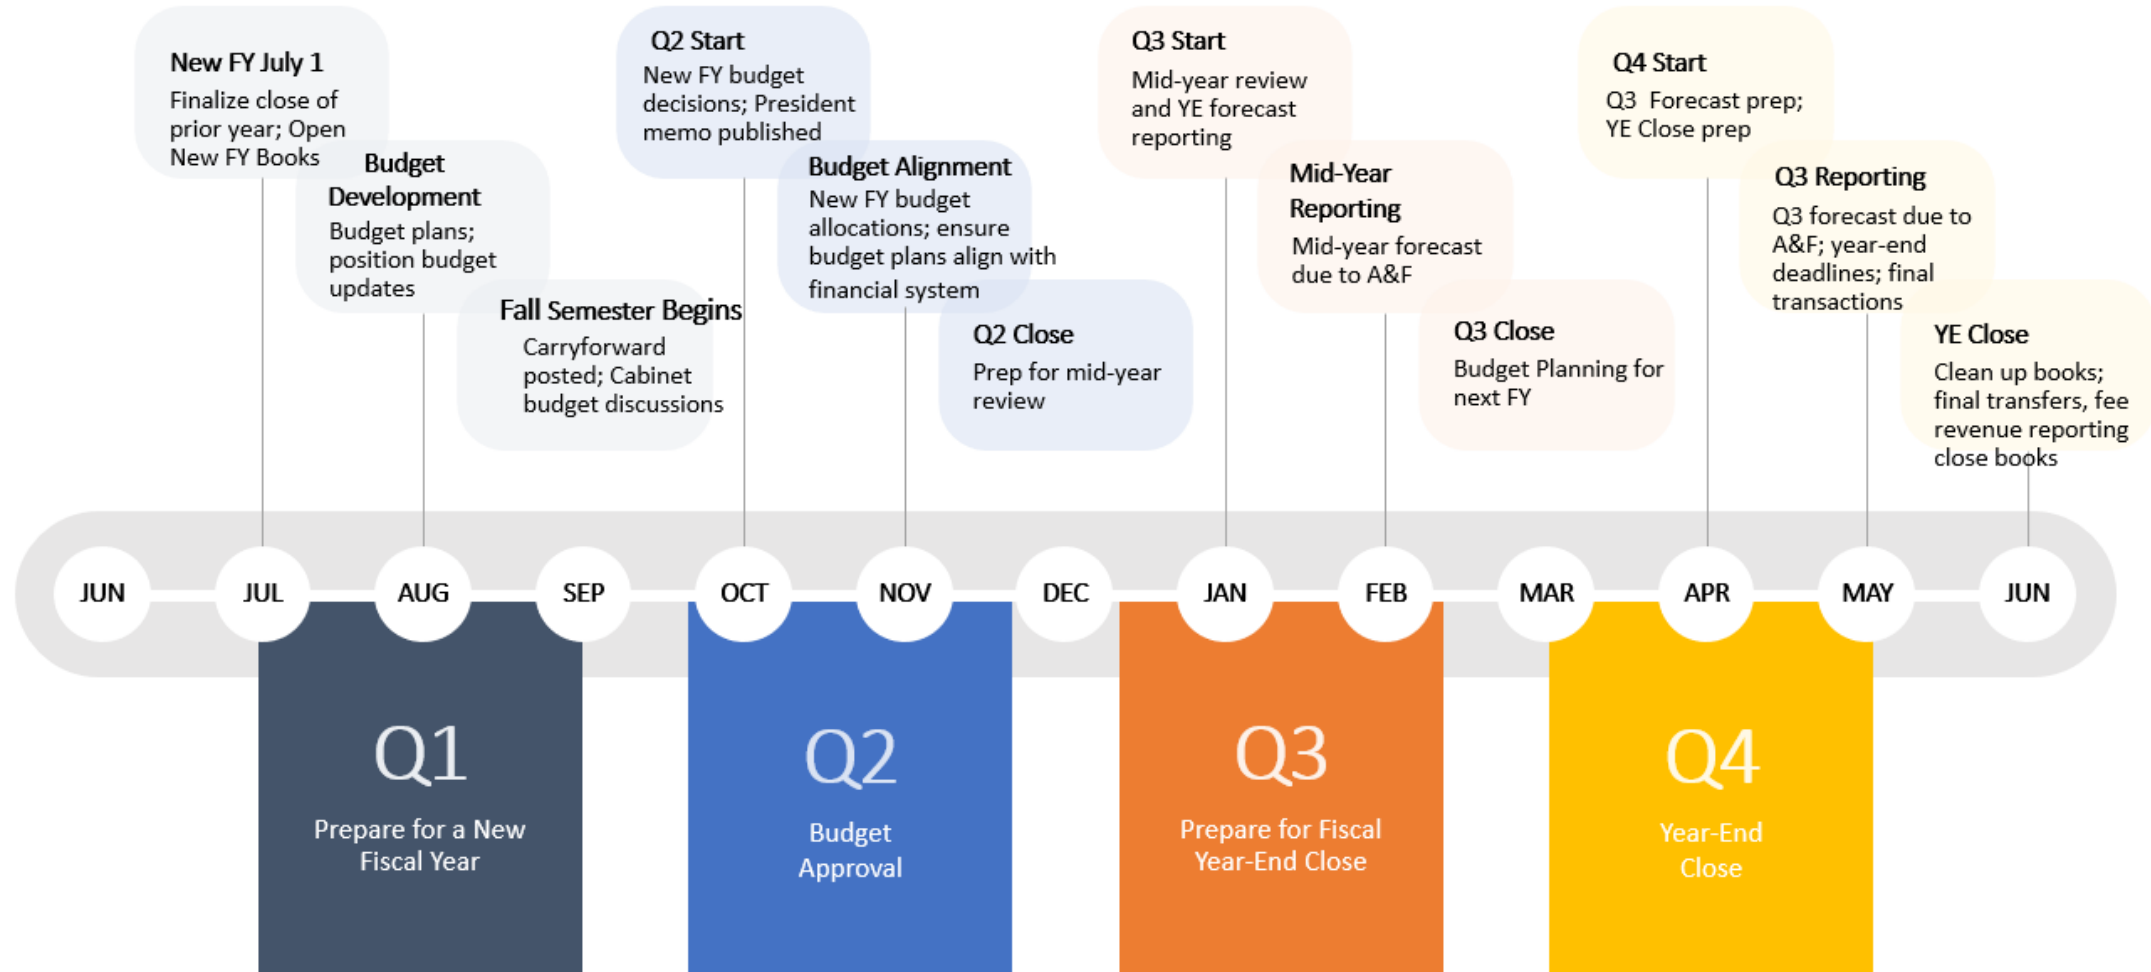 New FY July 1
Finalize close of
prior year; Open
New FY Books
Budget
Development
Budget plans;
position budget
updates
Fall Semester Begins
Carryforward
posted; Cabinet
budget discussions
Q2 Start
New FY budget
decisions; President
memo published
Budget Alignment
New FY budget
allocations; ensure
budget plans align with
financial system
Q2 Close
Prep for mid-year
review
Q3 Start
Mid-year review
and YE forecast
reporting
Mid-Year
Reporting
Mid-year forecast
due to A&F
Q3 Close
Budget Planning for
next FY
Q4 Start
Q3 Forecast prep;
YE Close prep
Q3 Reporting
Q3 forecast due to
A&F; year-end
deadlines; final
transactions
YE Close
Clean up books;
final transfers, fee
revenue reporting
close books
JUN
JUL
AUG
SEP
OCT
NOV
DEC
JAN
FEB
MAR
APR
MAY
JUN
Q1
Prepare for a New
Fiscal Year
Q2
Budget
Approval
Q3
Prepare for Fiscal
Year-End Close
Q4
Year-End
Close